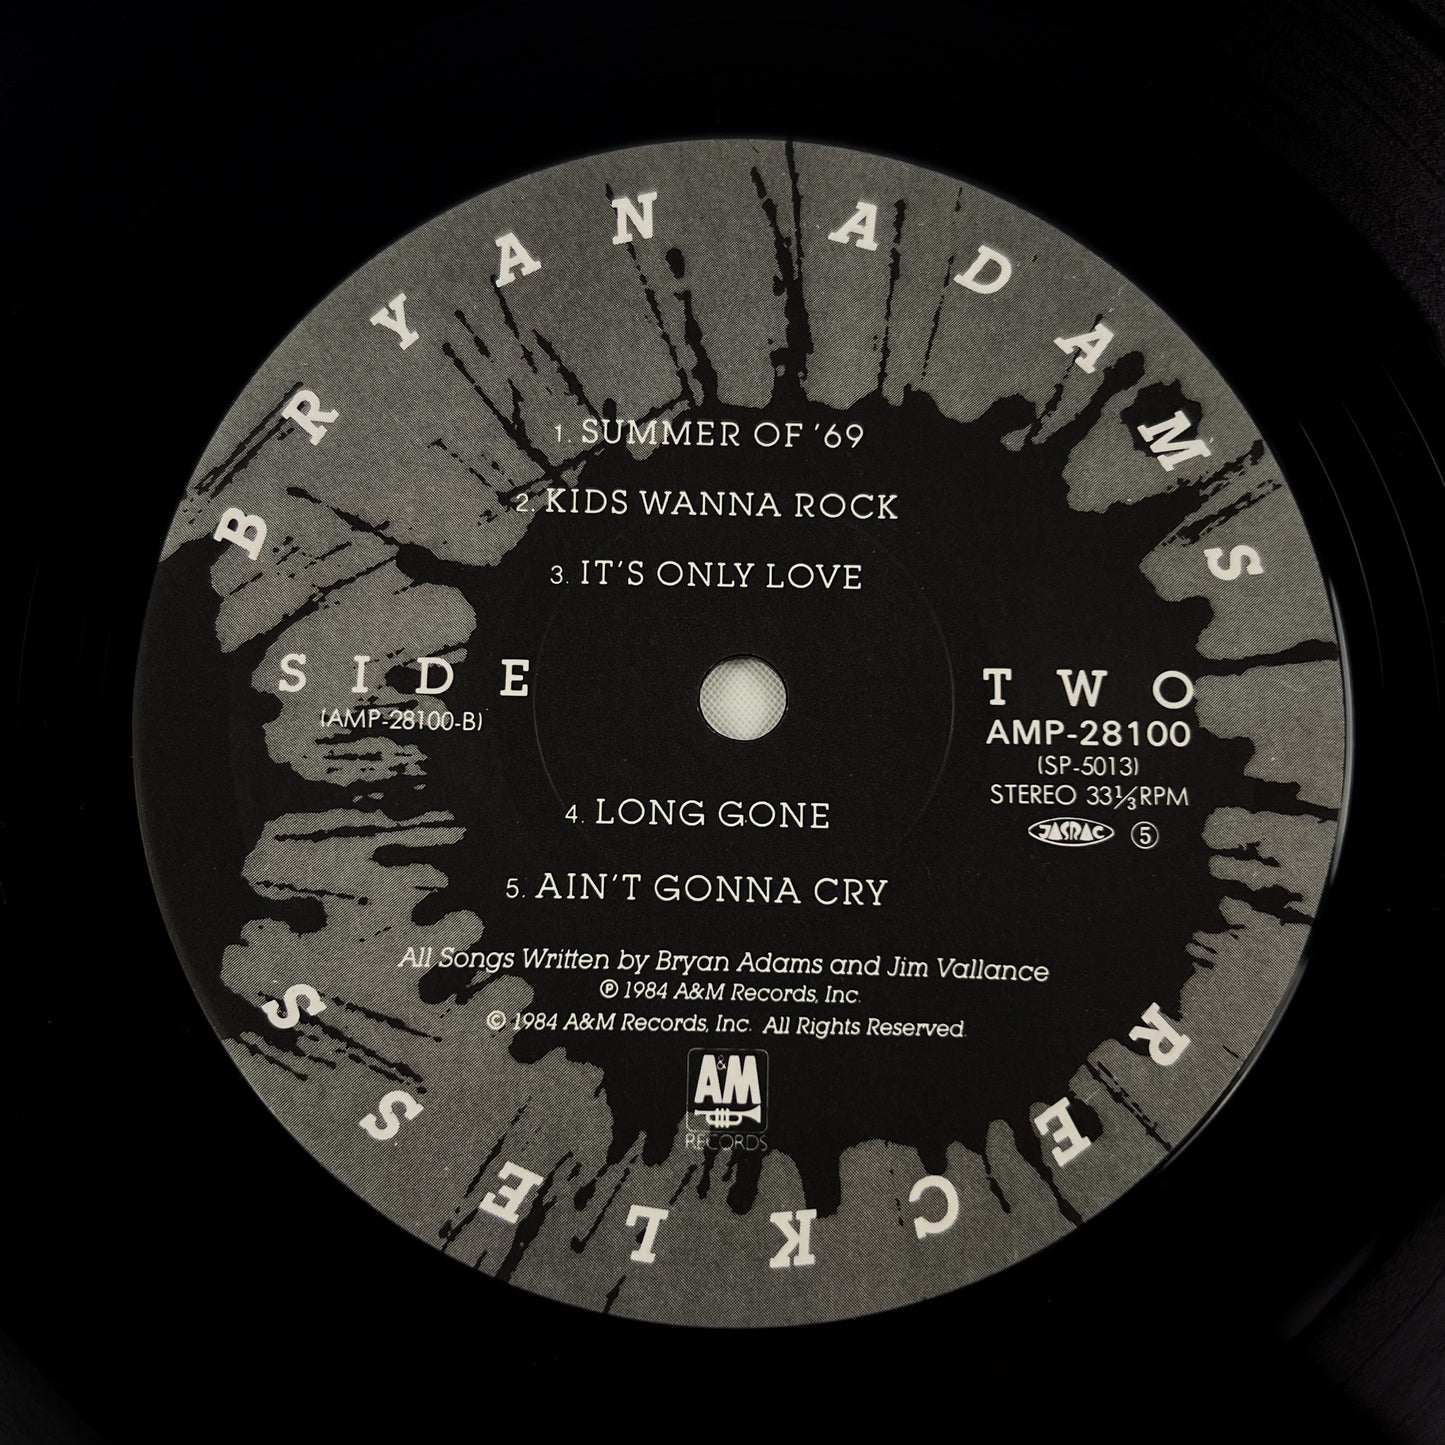 BRYAN ADAMS
1. SUMMER OF '69
2. KIDS WANNA ROCK
3. IT'S ONLY LOVE
SIDE TWO
(AMP-28100-B)
AMP-28100
(SP-5013)
STEREO 33⅓RPM
JASRAC ⑤
4. LONG GONE
5. AIN'T GONNA CRY
All Songs Written by Bryan Adams and Jim Vallance
℗ 1984 A&M Records, Inc.
© 1984 A&M Records, Inc. All Rights Reserved.
A&M
RECORDS
RECKLESS